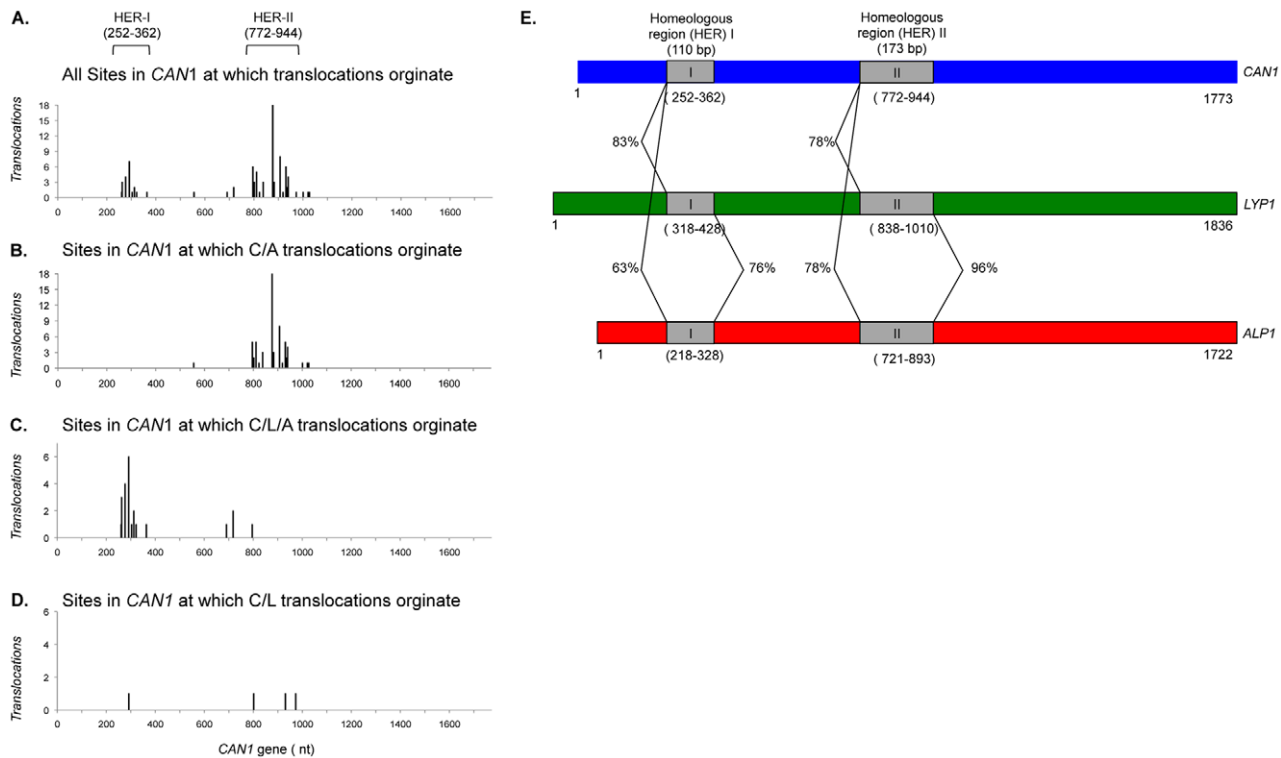 A.
HER-I
(252-362)
HER-II
(772-944)
All Sites in CAN1 at which translocations orginate
Translocations
18
15
12
9
6
3
0
0 200 400 600 800 1000 1200 1400 1600
B. Sites in CAN1 at which C/A translocations orginate
Translocations
18
15
12
9
6
3
0
0 200 400 600 800 1000 1200 1400 1600
C. Sites in CAN1 at which C/L/A translocations orginate
Translocations
6
4
2
0
0 200 400 600 800 1000 1200 1400 1600
D. Sites in CAN1 at which C/L translocations orginate
Translocations
6
4
2
0
0 200 400 600 800 1000 1200 1400 1600
CAN1 gene ( nt)
E.
Homeologous
region (HER) I
(110 bp)
Homeologous
region (HER) II
(173 bp)
I II CAN1
1 ( 252-362) ( 772-944) 1773
83% 78%
I II LYP1
1 ( 318-428) ( 838-1010) 1836
63% 76% 78% 96%
I II ALP1
1 (218-328) ( 721-893) 1722